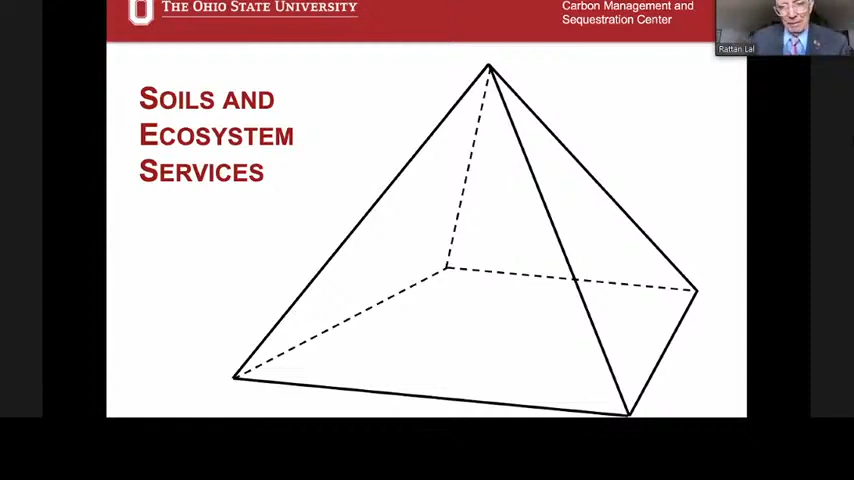 THE OHIO STATE UNIVERSITY
Carbon Management and
Sequestration Center
Rattan Lal
SOILS AND
ECOSYSTEM
SERVICES